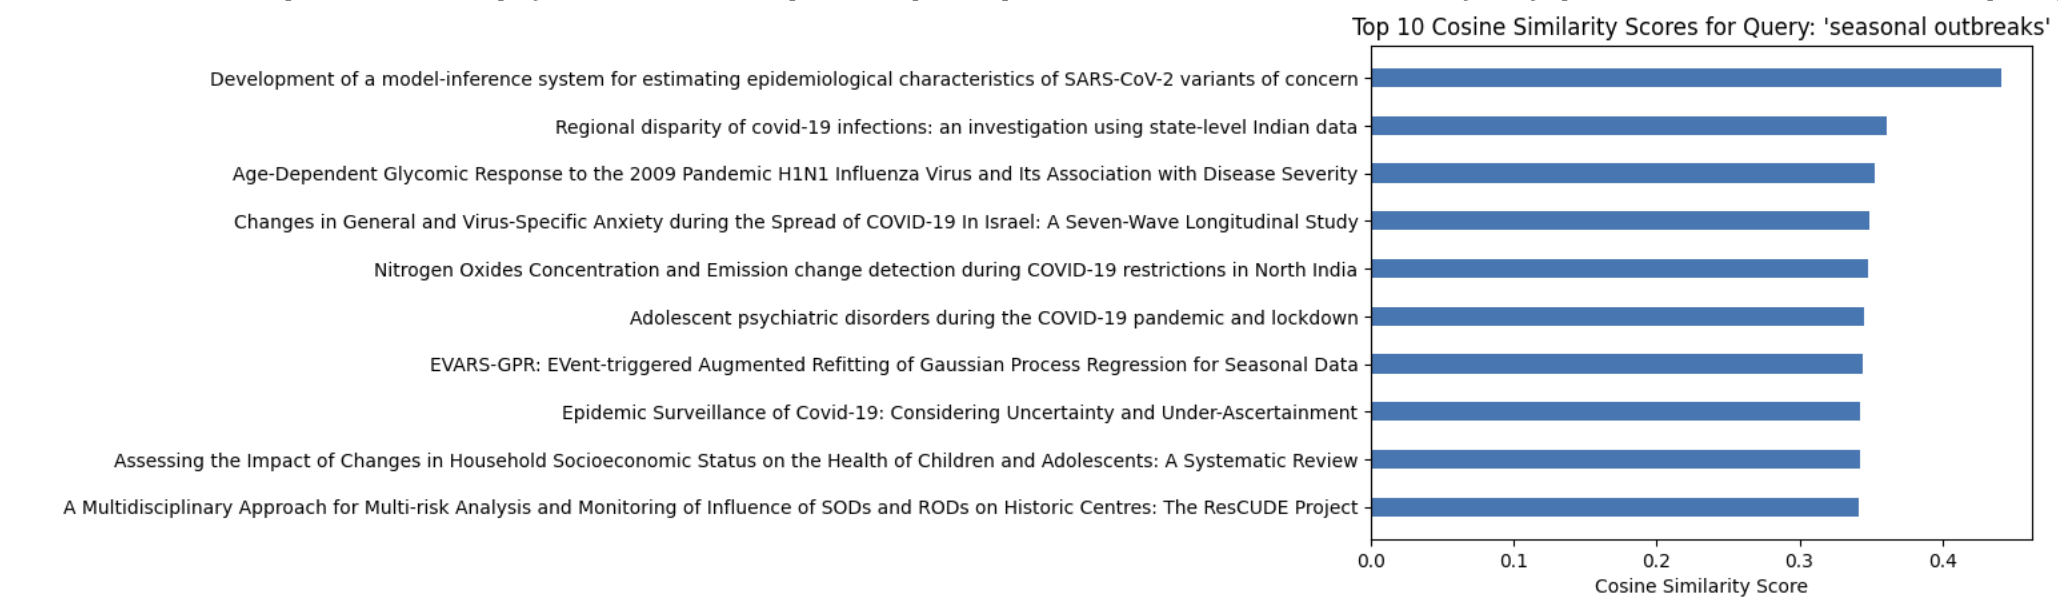 Top 10 Cosine Similarity Scores for Query: 'seasonal outbreaks'
Development of a model-inference system for estimating epidemiological characteristics of SARS-CoV-2 variants of concern
Regional disparity of covid-19 infections: an investigation using state-level Indian data
Age-Dependent Glycomic Response to the 2009 Pandemic H1N1 Influenza Virus and Its Association with Disease Severity
Changes in General and Virus-Specific Anxiety during the Spread of COVID-19 In Israel: A Seven-Wave Longitudinal Study
Nitrogen Oxides Concentration and Emission change detection during COVID-19 restrictions in North India
Adolescent psychiatric disorders during the COVID-19 pandemic and lockdown
EVARS-GPR: EVent-triggered Augmented Refitting of Gaussian Process Regression for Seasonal Data
Epidemic Surveillance of Covid-19: Considering Uncertainty and Under-Ascertainment
Assessing the Impact of Changes in Household Socioeconomic Status on the Health of Children and Adolescents: A Systematic Review
A Multidisciplinary Approach for Multi-risk Analysis and Monitoring of Influence of SODs and RODs on Historic Centres: The ResCUDE Project
0.0 0.1 0.2 0.3 0.4
Cosine Similarity Score